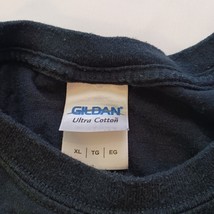 GILDAN
Ultra Cotton
XL | TG | EG